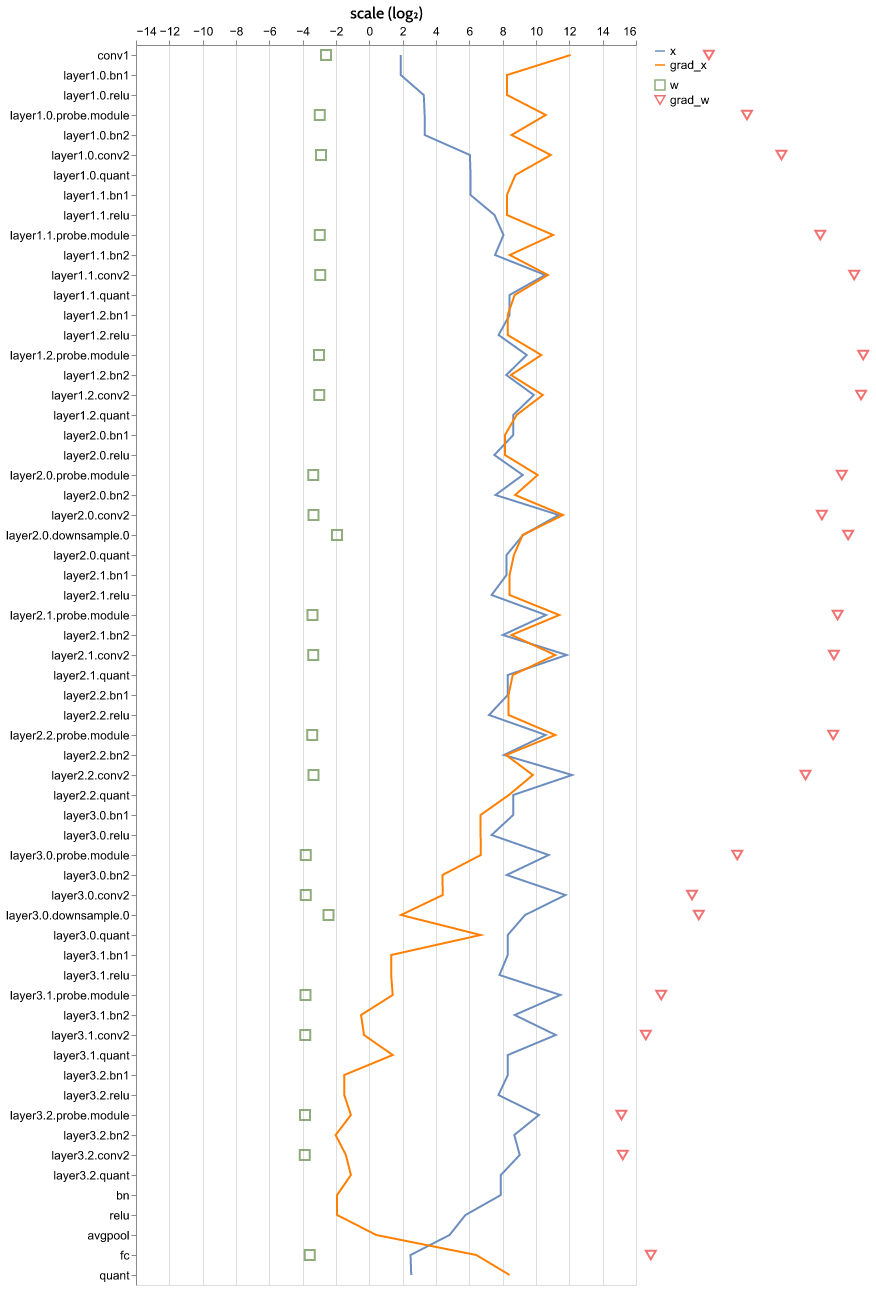 scale (log₂)
−14 −12 −10 −8 −6 −4 −2 0 2 4 6 8 10 12 14 16
conv1
layer1.0.bn1
layer1.0.relu
layer1.0.probe.module
layer1.0.bn2
layer1.0.conv2
layer1.0.quant
layer1.1.bn1
layer1.1.relu
layer1.1.probe.module
layer1.1.bn2
layer1.1.conv2
layer1.1.quant
layer1.2.bn1
layer1.2.relu
layer1.2.probe.module
layer1.2.bn2
layer1.2.conv2
layer1.2.quant
layer2.0.bn1
layer2.0.relu
layer2.0.probe.module
layer2.0.bn2
layer2.0.conv2
layer2.0.downsample.0
layer2.0.quant
layer2.1.bn1
layer2.1.relu
layer2.1.probe.module
layer2.1.bn2
layer2.1.conv2
layer2.1.quant
layer2.2.bn1
layer2.2.relu
layer2.2.probe.module
layer2.2.bn2
layer2.2.conv2
layer2.2.quant
layer3.0.bn1
layer3.0.relu
layer3.0.probe.module
layer3.0.bn2
layer3.0.conv2
layer3.0.downsample.0
layer3.0.quant
layer3.1.bn1
layer3.1.relu
layer3.1.probe.module
layer3.1.bn2
layer3.1.conv2
layer3.1.quant
layer3.2.bn1
layer3.2.relu
layer3.2.probe.module
layer3.2.bn2
layer3.2.conv2
layer3.2.quant
bn
relu
avgpool
fc
quant
x
grad_x
w
grad_w